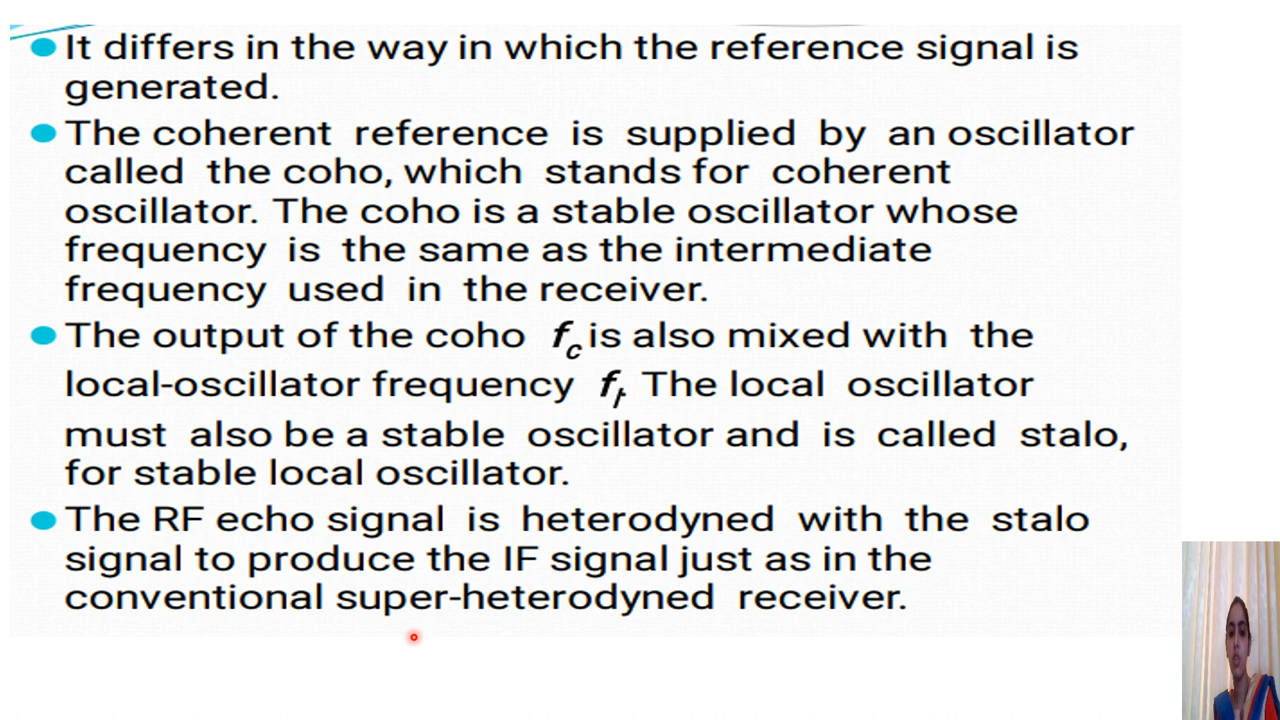 It differs in the way in which the reference signal is
generated.
The coherent reference is supplied by an oscillator
called the coho, which stands for coherent
oscillator. The coho is a stable oscillator whose
frequency is the same as the intermediate
frequency used in the receiver.
The output of the coho fc is also mixed with the
local-oscillator frequency fl. The local oscillator
must also be a stable oscillator and is called stalo,
for stable local oscillator.
The RF echo signal is heterodyned with the stalo
signal to produce the IF signal just as in the
conventional super-heterodyned receiver.